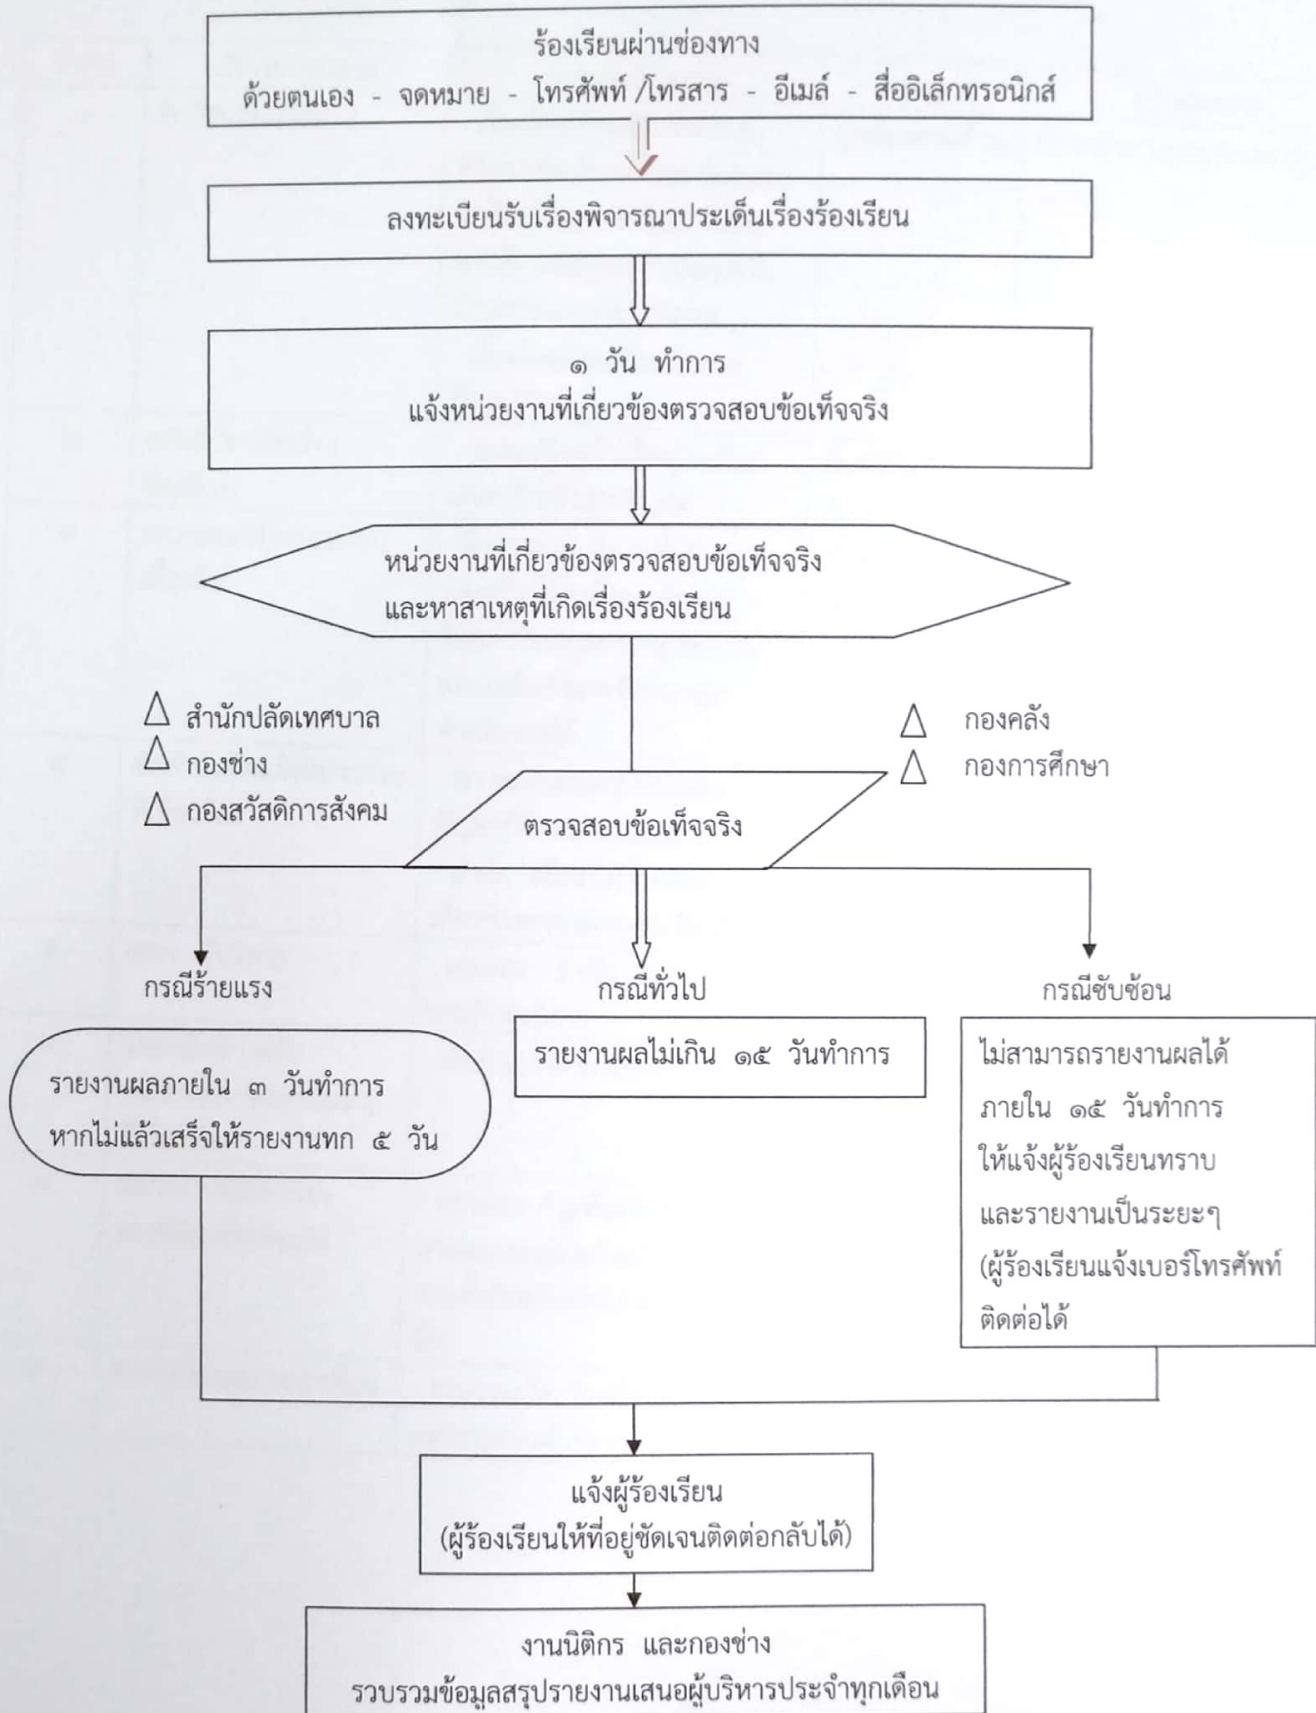 ร้องเรียนผ่านช่องทาง
ด้วยตนเอง - จดหมาย - โทรศัพท์ /โทรสาร - อีเมล์ - สื่ออิเล็กทรอนิกส์
ลงทะเบียนรับเรื่องพิจารณาประเด็นเรื่องร้องเรียน
๑ วัน ทำการ
แจ้งหน่วยงานที่เกี่ยวข้องตรวจสอบข้อเท็จจริง
หน่วยงานที่เกี่ยวข้องตรวจสอบข้อเท็จจริง
และหาสาเหตุที่เกิดเรื่องร้องเรียน
สำนักปลัดเทศบาล
กองช่าง
กองสวัสดิการสังคม
กองคลัง
กองการศึกษา
ตรวจสอบข้อเท็จจริง
กรณีร้ายแรง
รายงานผลภายใน ๓ วันทำการ
หากไม่แล้วเสร็จให้รายงานทก ๕ วัน
กรณีทั่วไป
รายงานผลไม่เกิน ๑๕ วันทำการ
กรณีซับซ้อน
ไม่สามารถรายงานผลได้
ภายใน ๑๕ วันทำการ
ให้แจ้งผู้ร้องเรียนทราบ
และรายงานเป็นระยะๆ
(ผู้ร้องเรียนแจ้งเบอร์โทรศัพท์
ติดต่อได้
แจ้งผู้ร้องเรียน
(ผู้ร้องเรียนให้ที่อยู่ชัดเจนติดต่อกลับได้)
งานนิติกร และกองช่าง
รวบรวมข้อมูลสรุปรายงานเสนอผู้บริหารประจำทุกเดือน